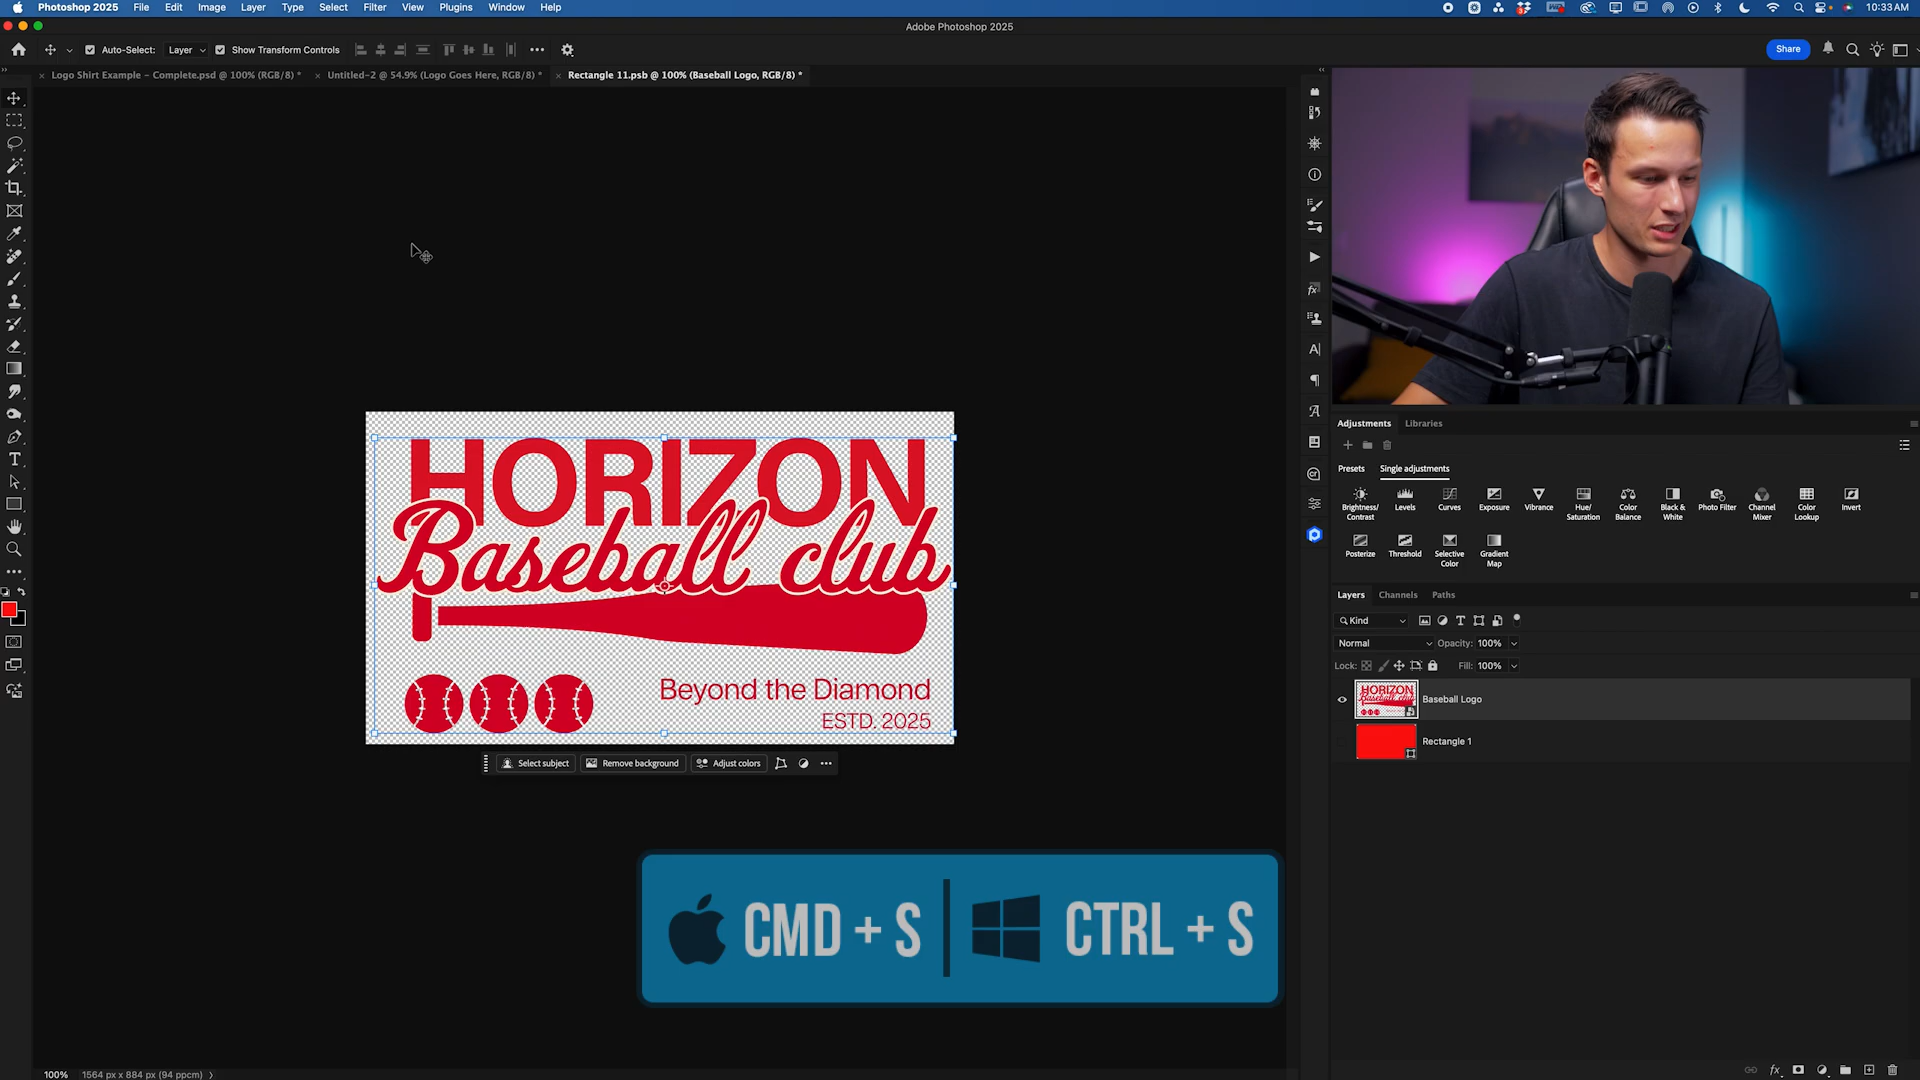 Photoshop 2025 File Edit Image Layer Type Select Filter View Plugins Window Help
10:33 AM
Adobe Photoshop 2025
Auto-Select: Layer Show Transform Controls
Share
Logo Shirt Example – Complete.psd @ 100% (RGB/8) *
Untitled-2 @ 54.9% (Logo Goes Here, RGB/8) *
Rectangle 11.psb @ 100% (Baseball Logo, RGB/8) *
HORIZON
Baseball club
Beyond the Diamond
ESTD. 2025
Select subject Remove background Adjust colors
CMD + S | CTRL + S
100% 1564 px x 884 px (94 ppcm)
Adjustments Libraries
Presets Single adjustments
Brightness/Contrast Levels Curves Exposure Vibrance Hue/Saturation Color Balance Black & White Photo Filter Channel Mixer Color Lookup Invert
Posterize Threshold Selective Color Gradient Map
Layers Channels Paths
Kind
Normal Opacity: 100%
Lock: Fill: 100%
Baseball Logo
Rectangle 1